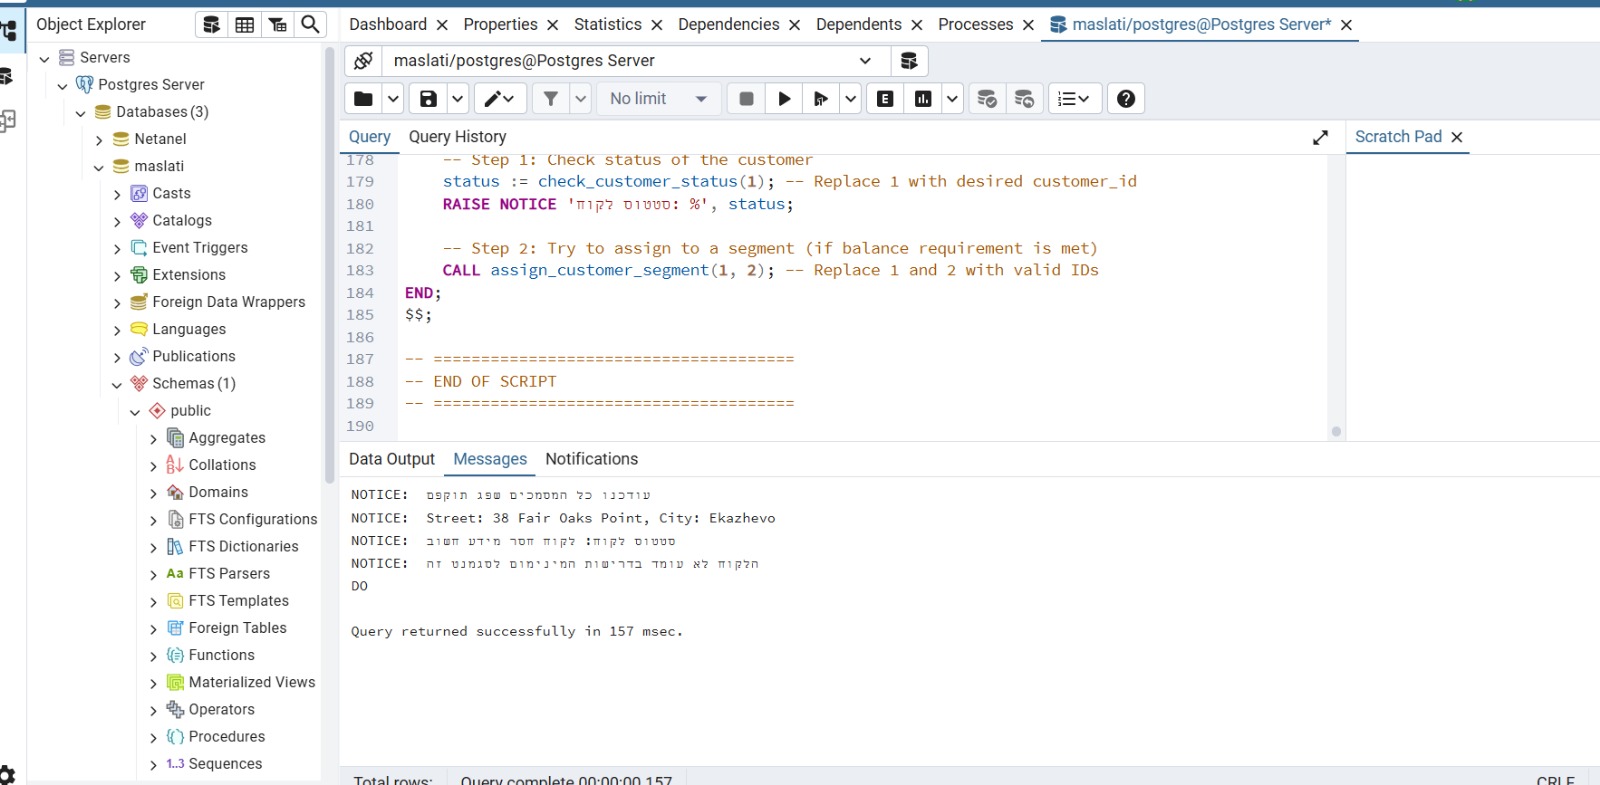 Object Explorer
Dashboard Properties Statistics Dependencies Dependents Processes maslati/postgres@Postgres Server*
Servers
Postgres Server
Databases (3)
Netanel
maslati
Casts
Catalogs
Event Triggers
Extensions
Foreign Data Wrappers
Languages
Publications
Schemas (1)
public
Aggregates
Collations
Domains
FTS Configurations
FTS Dictionaries
Aa FTS Parsers
FTS Templates
Foreign Tables
Functions
Materialized Views
Operators
Procedures
1..3 Sequences
maslati/postgres@Postgres Server
No limit
E
Query Query History
Scratch Pad
178 -- Step 1: Check status of the customer
179 status := check_customer_status(1); -- Replace 1 with desired customer_id
180 RAISE NOTICE 'סטטוס לקוח: %', status;
181
182 -- Step 2: Try to assign to a segment (if balance requirement is met)
183 CALL assign_customer_segment(1, 2); -- Replace 1 and 2 with valid IDs
184 END;
185 $$;
186
187 -- ======================================
188 -- END OF SCRIPT
189 -- ======================================
190
Data Output Messages Notifications
NOTICE: עודכנו כל המסמכים שפג תוקפם
NOTICE: Street: 38 Fair Oaks Point, City: Ekazhevo
NOTICE: סטטוס לקוח: לקוח חסר מידע חשוב
NOTICE: הלקוח לא עומד בדרישות המינימום לסגמנט זה
DO
Query returned successfully in 157 msec.
Total rows: Query complete 00:00:00.157
CRLF